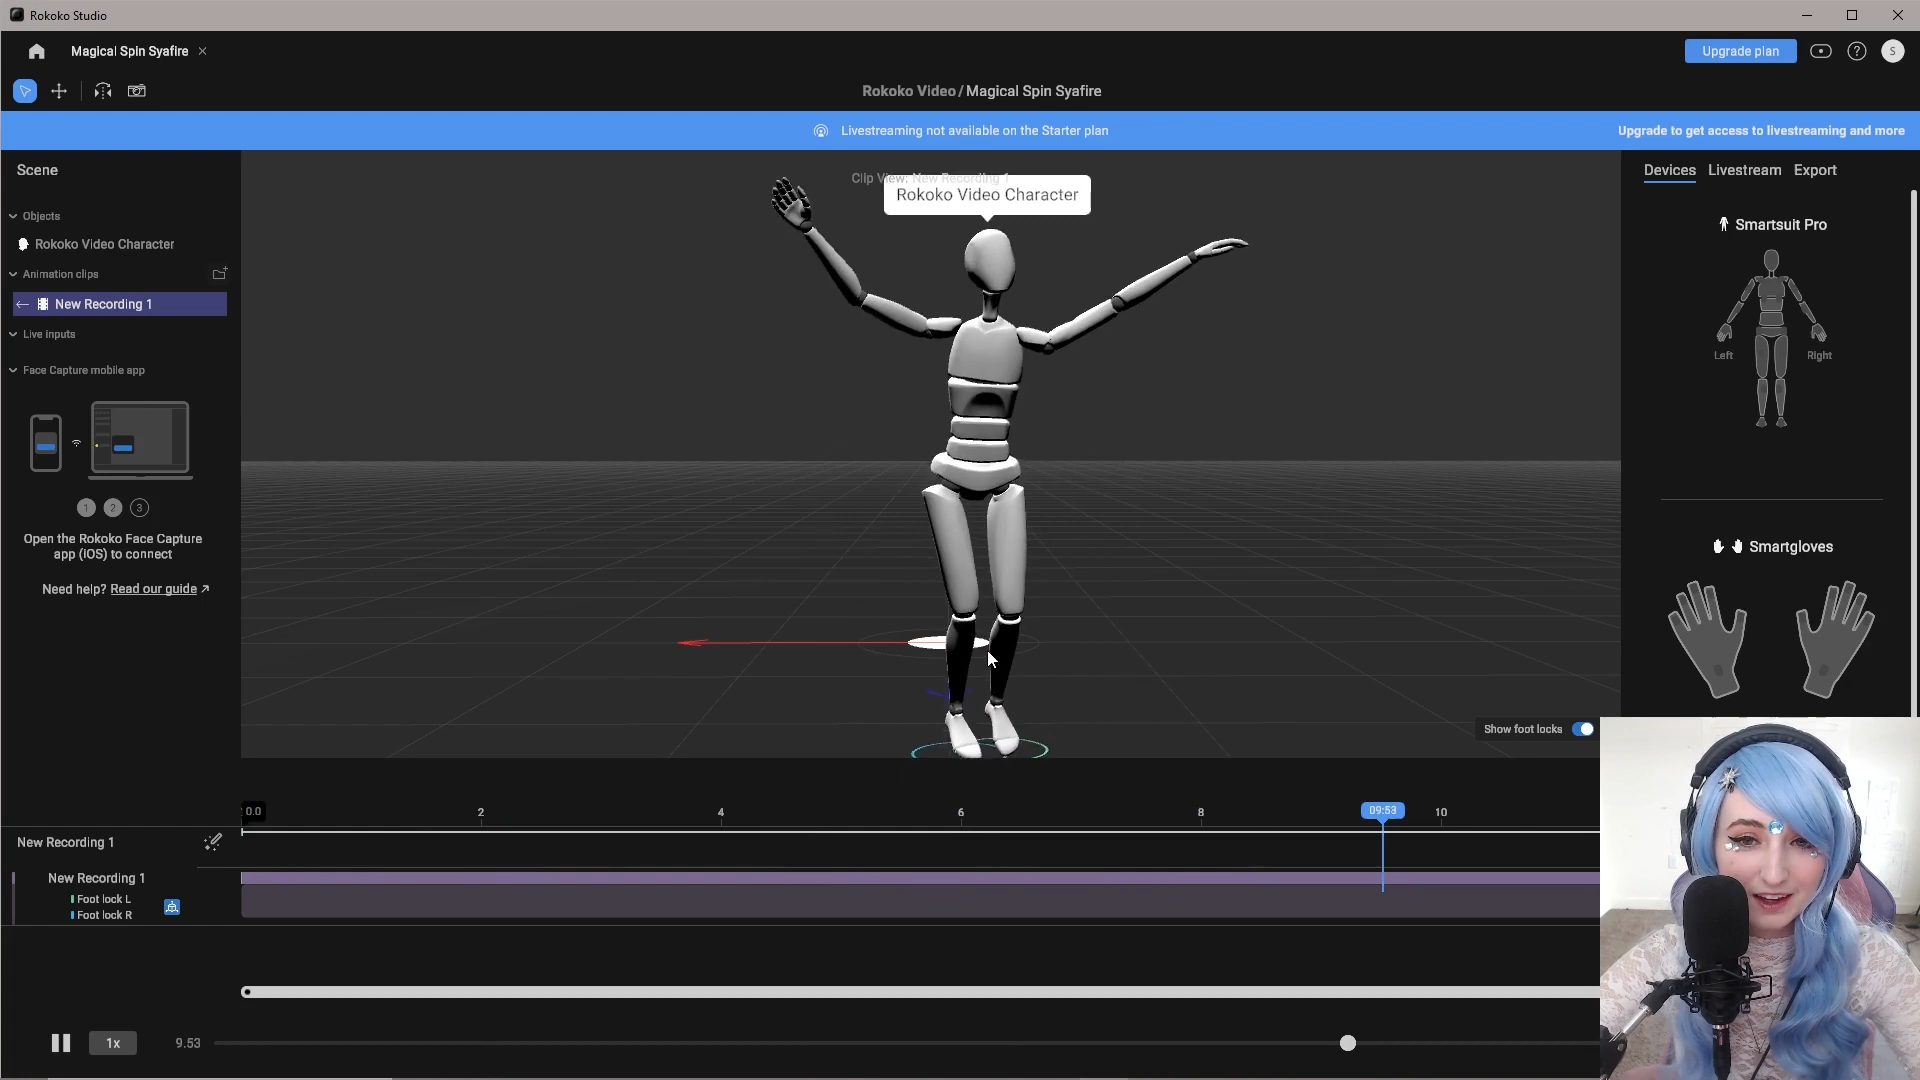 Rokoko Studio
Magical Spin Syafire
Upgrade plan
S
Rokoko Video / Magical Spin Syafire
Livestreaming not available on the Starter plan
Upgrade to get access to livestreaming and more
Scene
Clip View: New Recording 1
Rokoko Video Character
Devices Livestream Export
Objects
Rokoko Video Character
Animation clips
New Recording 1
Live inputs
Face Capture mobile app
1 2 3
Open the Rokoko Face Capture
app (iOS) to connect
Need help? Read our guide
Smartsuit Pro
Left Right
Smartgloves
Show foot locks
0.0 2 4 6 8 09:53 10
New Recording 1
New Recording 1
Foot lock L
Foot lock R
1x 9.53